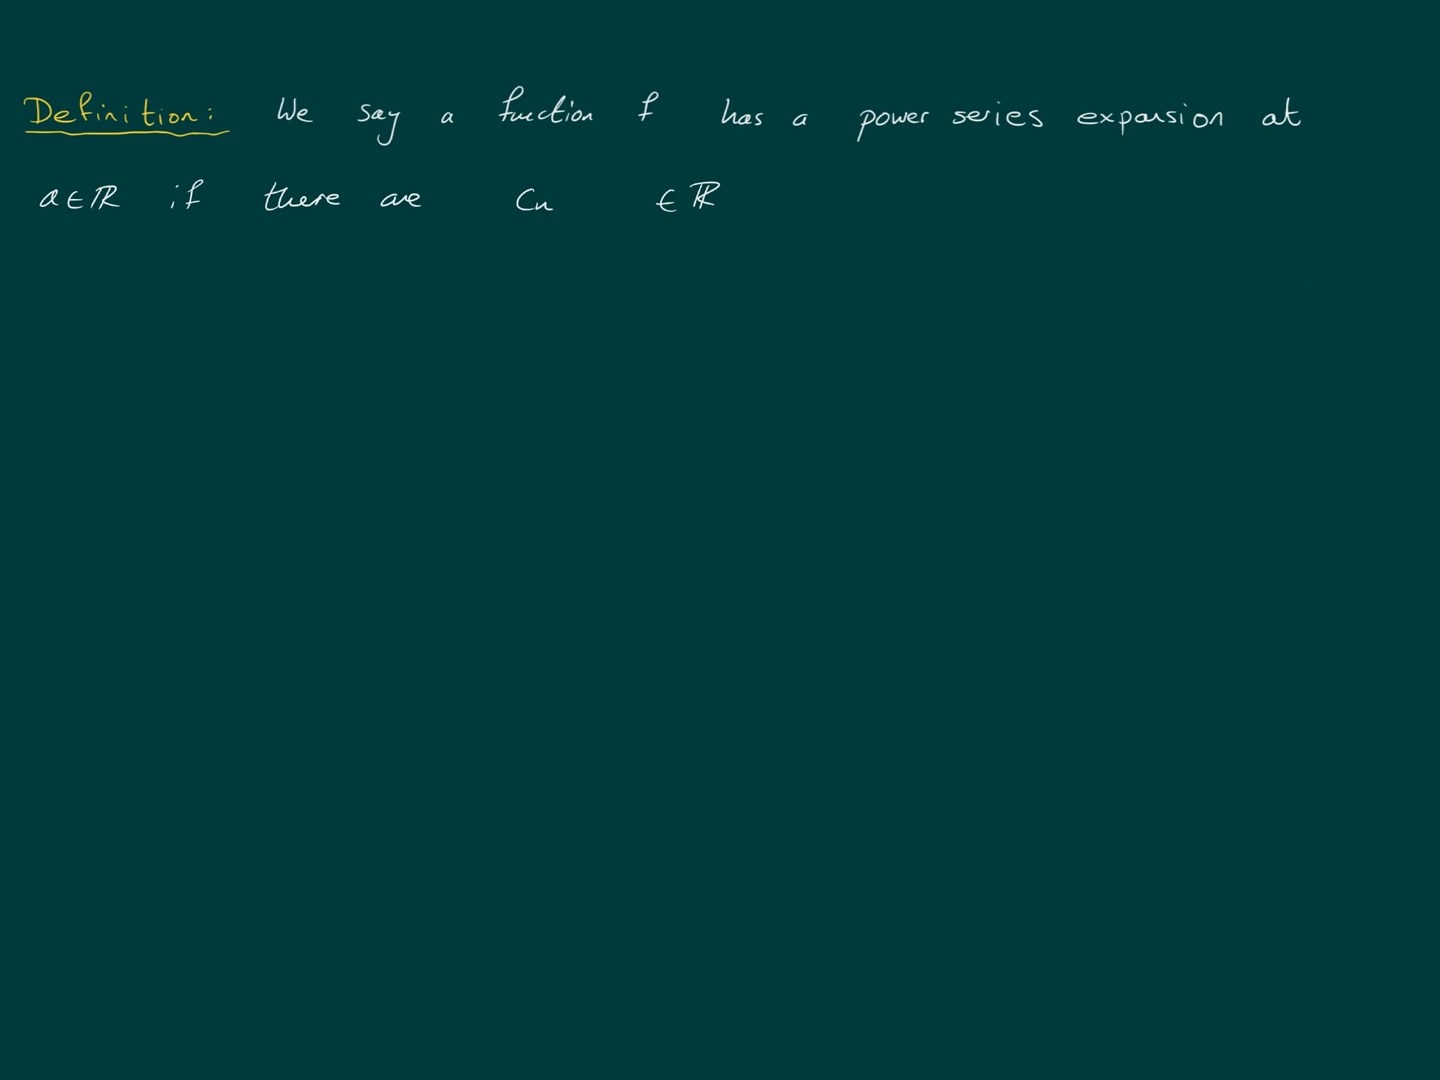 Definition: We say a function f has a power series expansion at
a ∈ ℝ if there are Cn ∈ ℝ